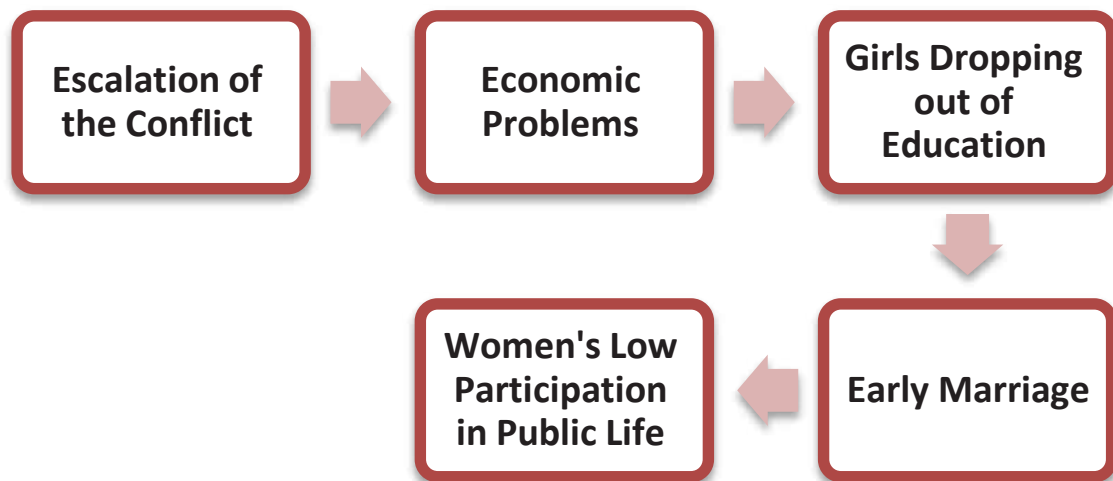 Escalation of
the Conflict
Economic
Problems
Girls Dropping
out of
Education
Early Marriage
Women's Low
Participation
in Public Life